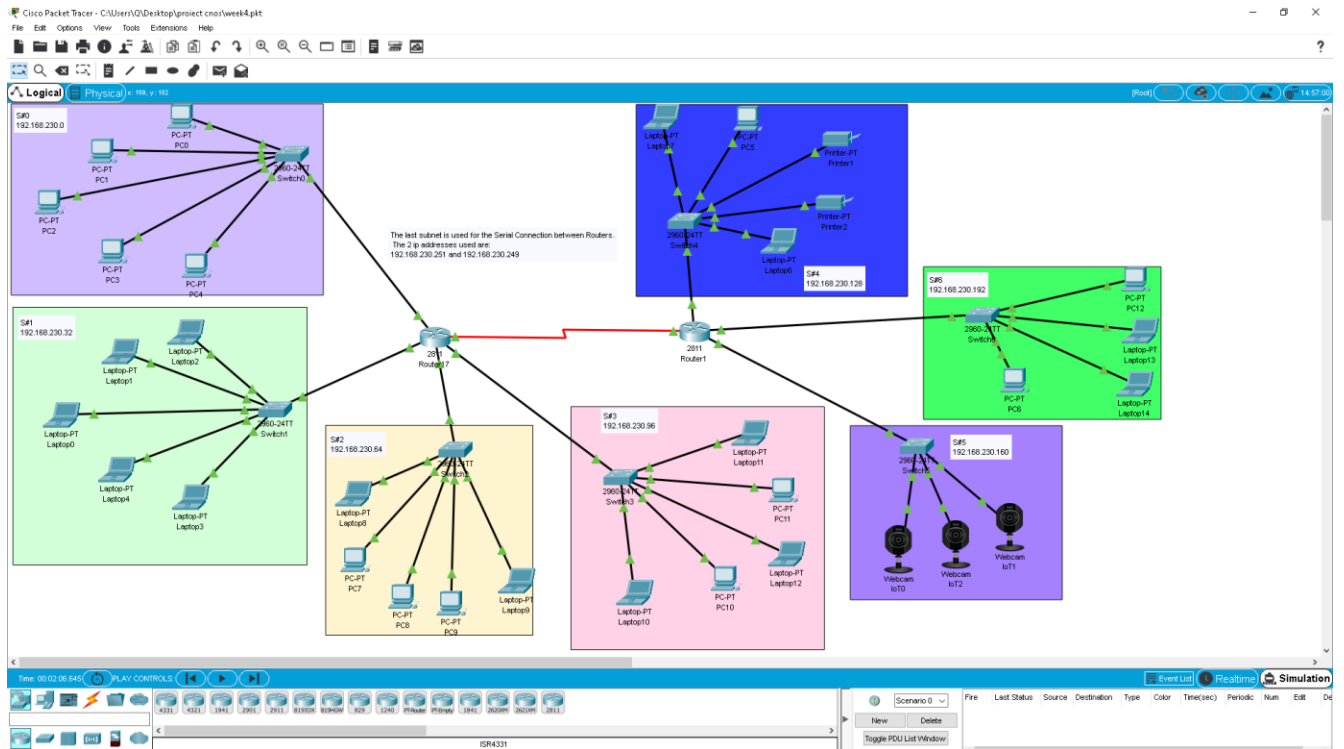 Cisco Packet Tracer - C:\Users\Q\Desktop\proiect cnos\week4.pkt
File Edit Options View Tools Extensions Help
?
Logical Physical x: 169, y: 182 [Root] 14:57:00
S#0
192.168.230.0
PC-PT
PC0
PC-PT
PC1
PC-PT
PC2
PC-PT
PC3
PC-PT
PC4
2960-24TT
Switch0
The last subnet is used for the Serial Connection between Routers.
The 2 ip addresses used are:
192.168.230.251 and 192.168.230.249
Laptop-PT
Laptop7
PC-PT
PC5
Printer-PT
Printer1
Printer-PT
Printer2
2960-24TT
Switch4
Laptop-PT
Laptop6
S#4
192.168.230.128
S#6
192.168.230.192
PC-PT
PC12
2960-24TT
Laptop-PT
Laptop13
PC-PT
PC6
Laptop-PT
Laptop14
S#1
192.168.230.32
Laptop-PT
Laptop2
Laptop-PT
Laptop1
Laptop-PT
Laptop0
2960-24TT
Switch1
Laptop-PT
Laptop4
Laptop-PT
Laptop3
2811
Router17
2811
Router1
S#2
192.168.230.64
Laptop-PT
Laptop8
PC-PT
PC7
PC-PT
PC8
PC-PT
PC9
Laptop-PT
Laptop9
S#3
192.168.230.96
Laptop-PT
Laptop11
2960-24TT
Switch3
PC-PT
PC11
Laptop-PT
Laptop12
PC-PT
PC10
Laptop-PT
Laptop10
S#5
192.168.230.160
Webcam
IoT0
Webcam
IoT2
Webcam
IoT1
Time: 00:02:06.645 PLAY CONTROLS: Event List Realtime Simulation
4331 4321 1941 2901 2911 819IOX 819HGW 829 1240 PT-Router PT-Empty 1841 2620XM 2621XM 2811
ISR4331
Scenario 0
New Delete
Toggle PDU List Window
Fire Last Status Source Destination Type Color Time(sec) Periodic Num Edit